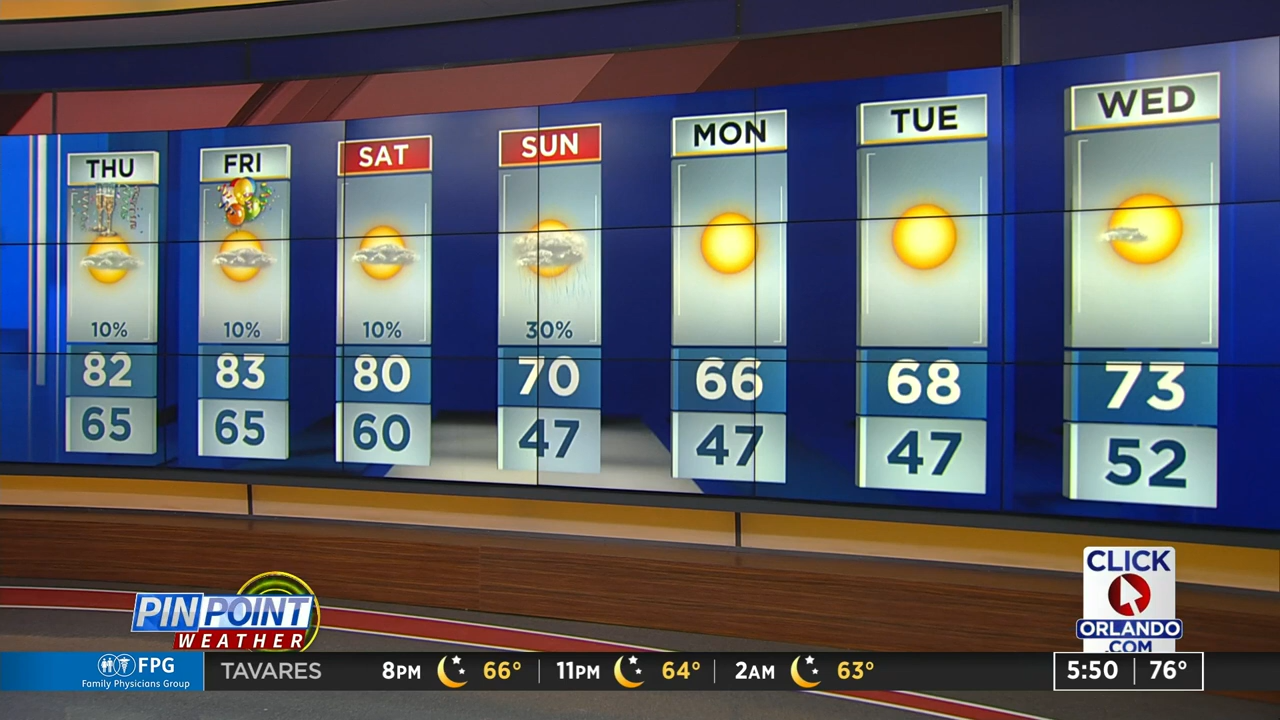 THU
FRI
SAT
SUN
MON
TUE
WED
10%
10%
10%
30%
82
83
80
70
66
68
73
65
65
60
47
47
47
52
PINPOINT
WEATHER
CLICK
ORLANDO
.COM
FPG
Family Physicians Group
TAVARES
8PM 66° 11PM 64° 2AM 63°
5:50 76°